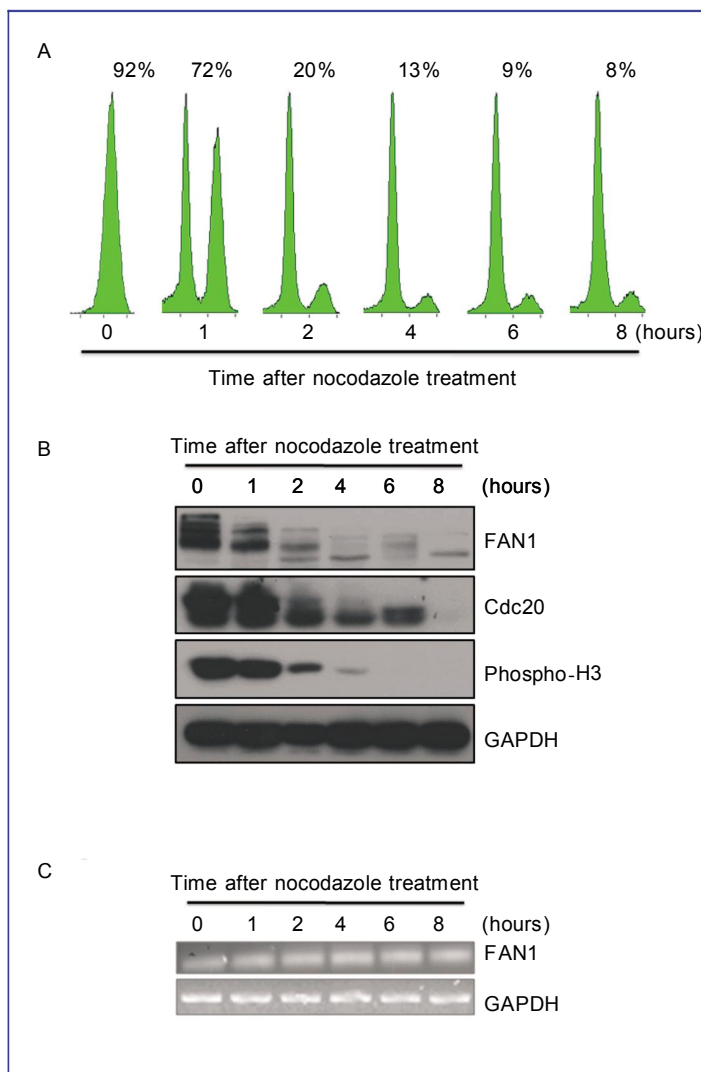 A
92% 72% 20% 13% 9% 8%
0 1 2 4 6 8 (hours)
Time after nocodazole treatment
B
Time after nocodazole treatment
0 1 2 4 6 8 (hours)
FAN1
Cdc20
Phospho-H3
GAPDH
C
Time after nocodazole treatment
0 1 2 4 6 8 (hours)
FAN1
GAPDH